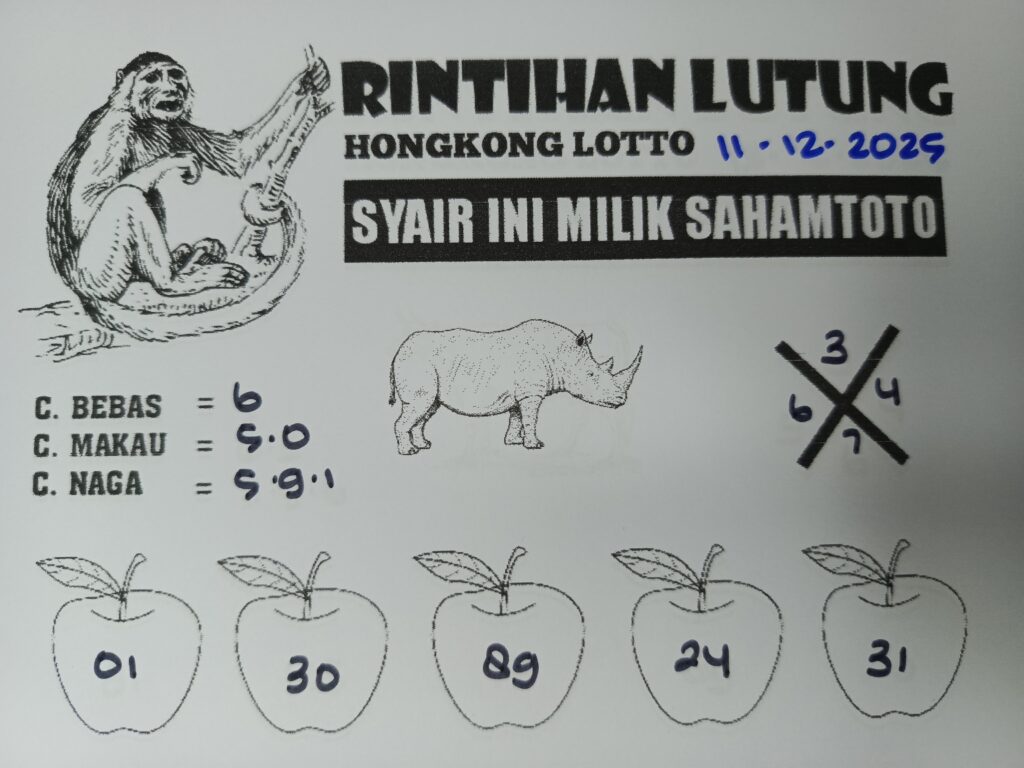 RINTIHAN LUTUNG
HONGKONG LOTTO 11.12.2025
SYAIR INI MILIK SAHAMTOTO
3
6 4
7
C. BEBAS = 6
C. MAKAU = 5.0
C. NAGA = 5.9.1
01 30 89 24 31